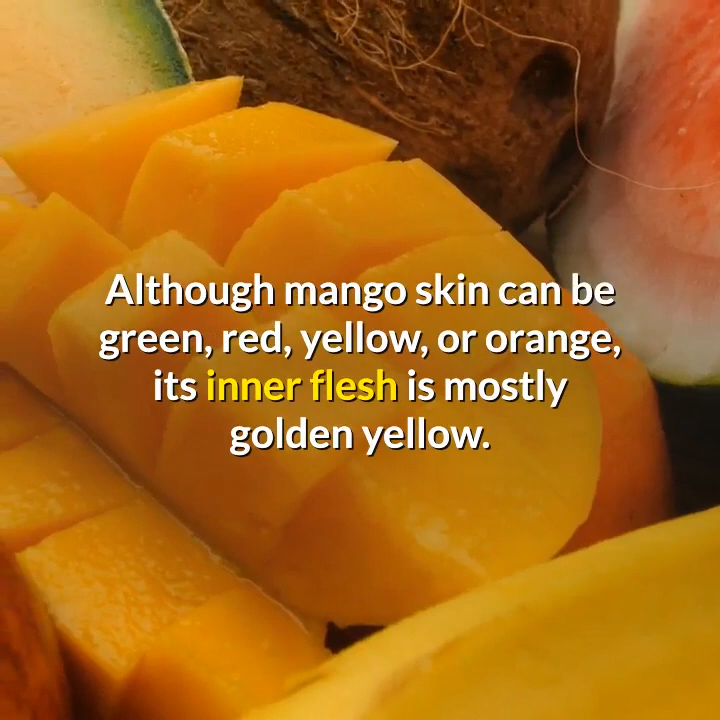 Although mango skin can be
green, red, yellow, or orange,
its inner flesh is mostly
golden yellow.